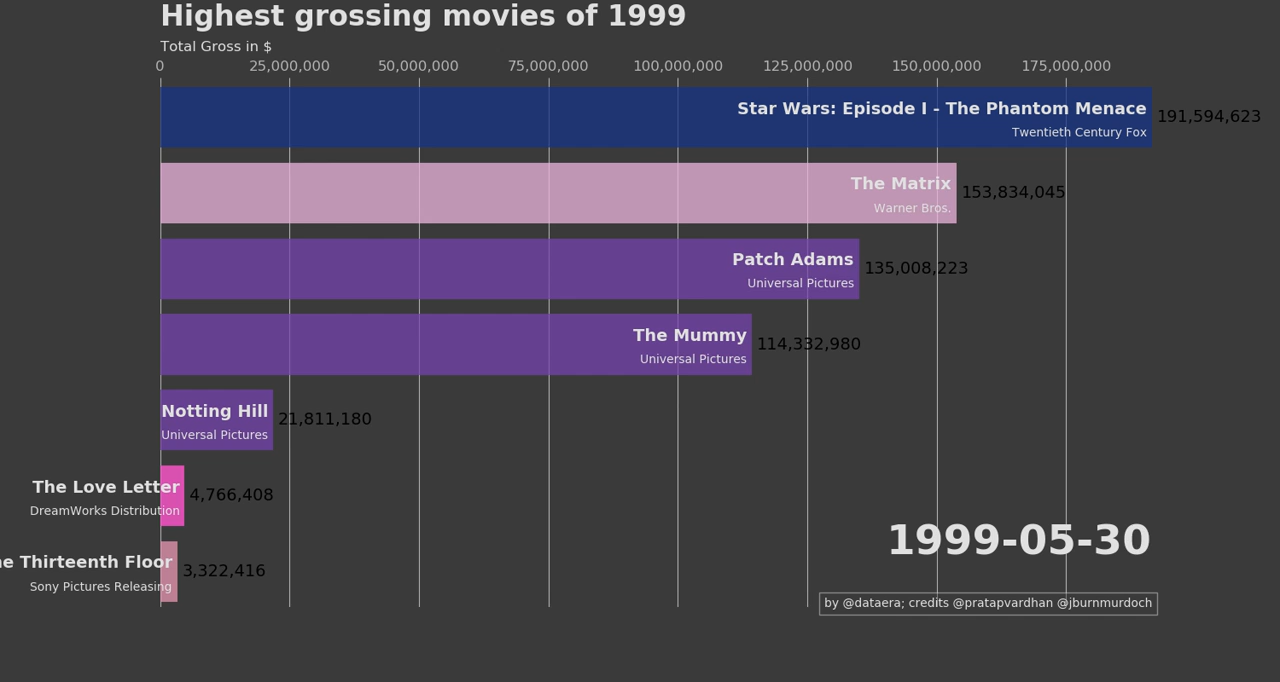 Highest grossing movies of 1999
Total Gross in $
0 25,000,000 50,000,000 75,000,000 100,000,000 125,000,000 150,000,000 175,000,000
Star Wars: Episode I - The Phantom Menace 191,594,623
Twentieth Century Fox
The Matrix 153,834,045
Warner Bros.
Patch Adams 135,008,223
Universal Pictures
The Mummy 114,332,980
Universal Pictures
Notting Hill 21,811,180
Universal Pictures
The Love Letter 4,766,408
DreamWorks Distribution
e Thirteenth Floor 3,322,416
Sony Pictures Releasing
1999-05-30
by @dataera; credits @pratapvardhan @jburnmurdoch